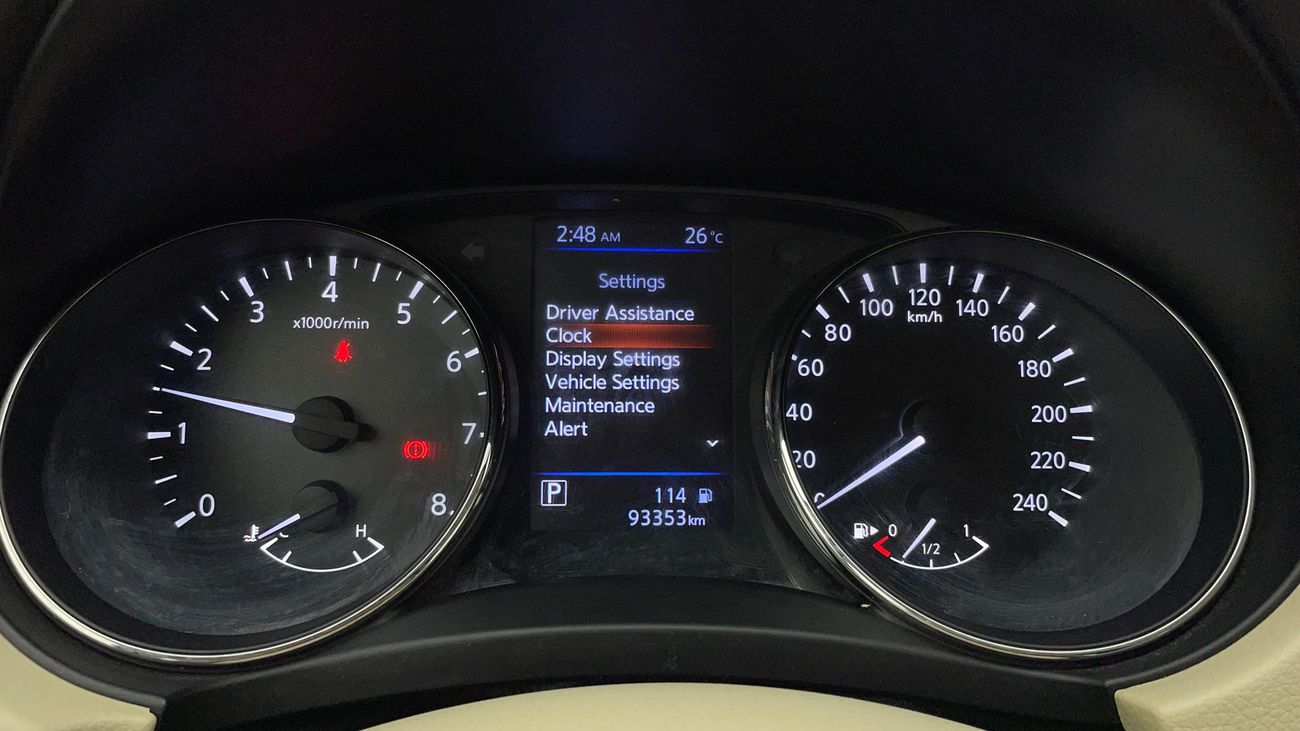 2:48 AM 26°C
Settings
Driver Assistance
Clock
Display Settings
Vehicle Settings
Maintenance
Alert
P 114
93353km
0
1
2
3
4
5
6
7
8
x1000r/min
C H
0
20
40
60
80
100
120
140
160
180
200
220
240
km/h
0 1/2 1